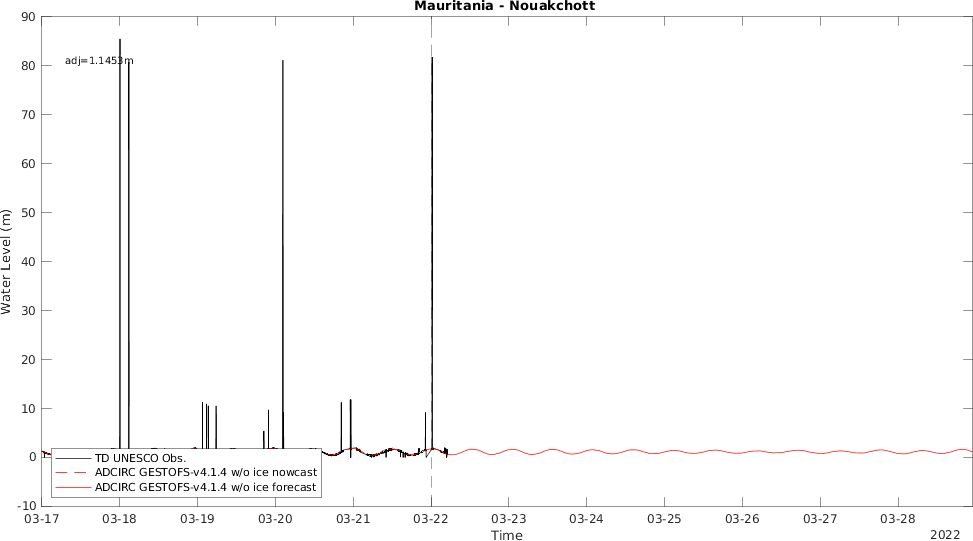 Mauritania - Nouakchott
90
80
70
60
50
40
30
20
10
0
-10
Water Level (m)
adj=1.1453m
TD UNESCO Obs.
ADCIRC GESTOFS-v4.1.4 w/o ice nowcast
ADCIRC GESTOFS-v4.1.4 w/o ice forecast
03-17 03-18 03-19 03-20 03-21 03-22 03-23 03-24 03-25 03-26 03-27 03-28
Time
2022